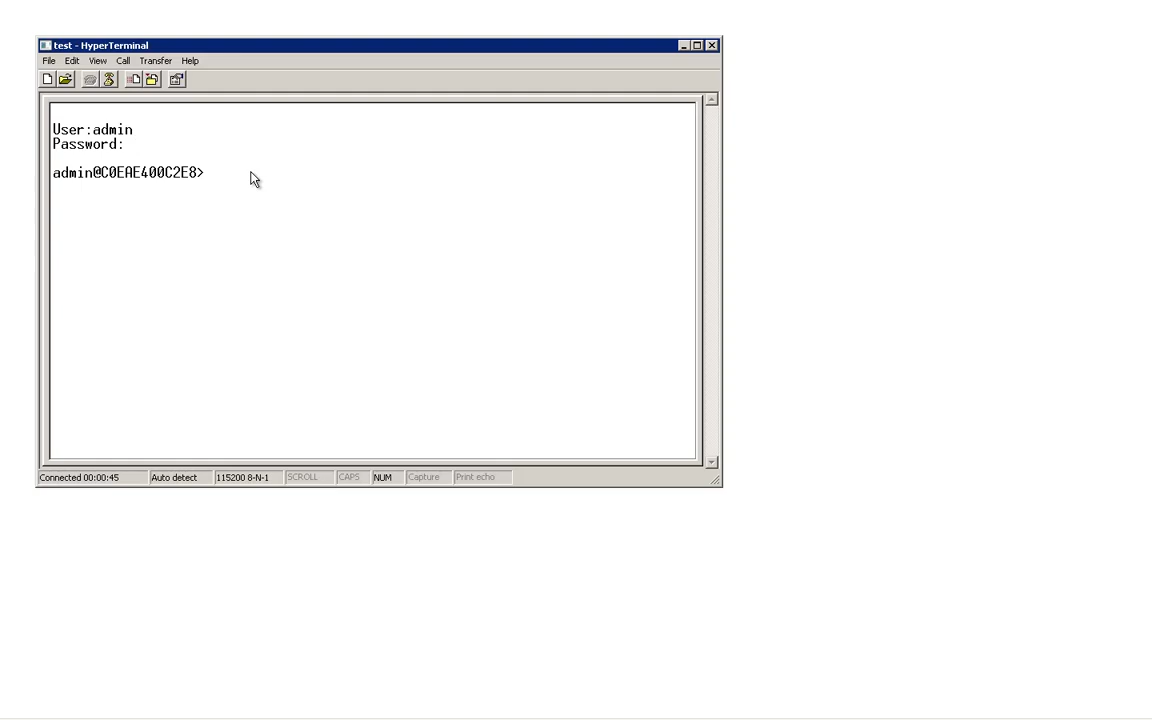 test - HyperTerminal
File Edit View Call Transfer Help
User:admin
Password:
admin@C0EAE400C2E8>
Connected 00:00:45 Auto detect 115200 8-N-1 SCROLL CAPS NUM Capture Print echo